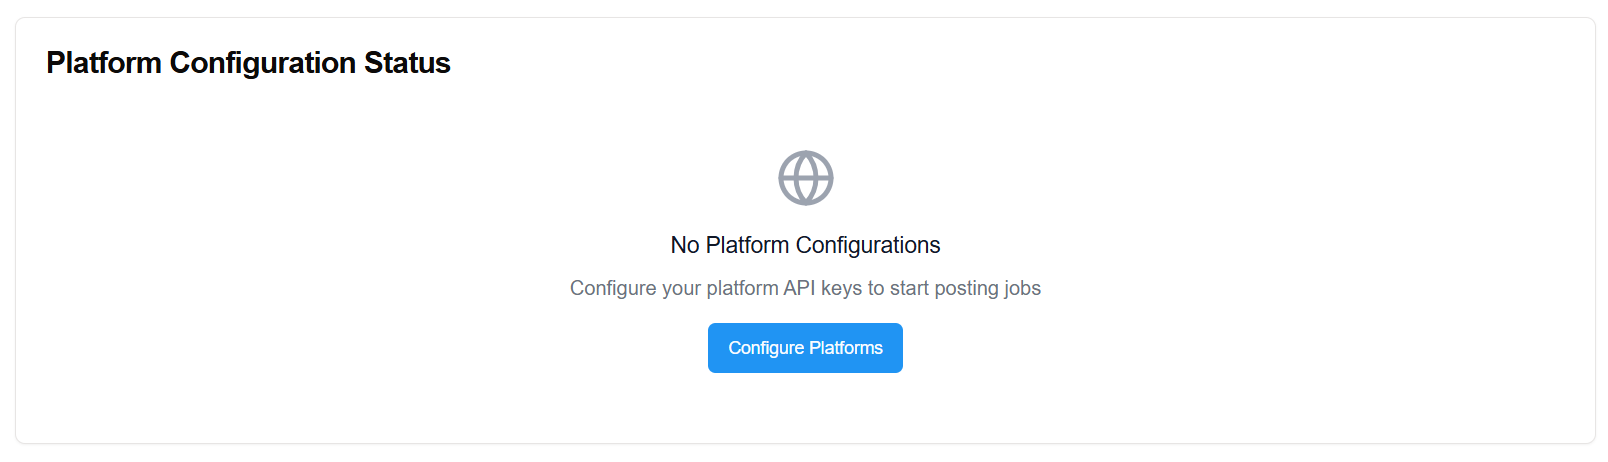 Platform Configuration Status
No Platform Configurations
Configure your platform API keys to start posting jobs
Configure Platforms